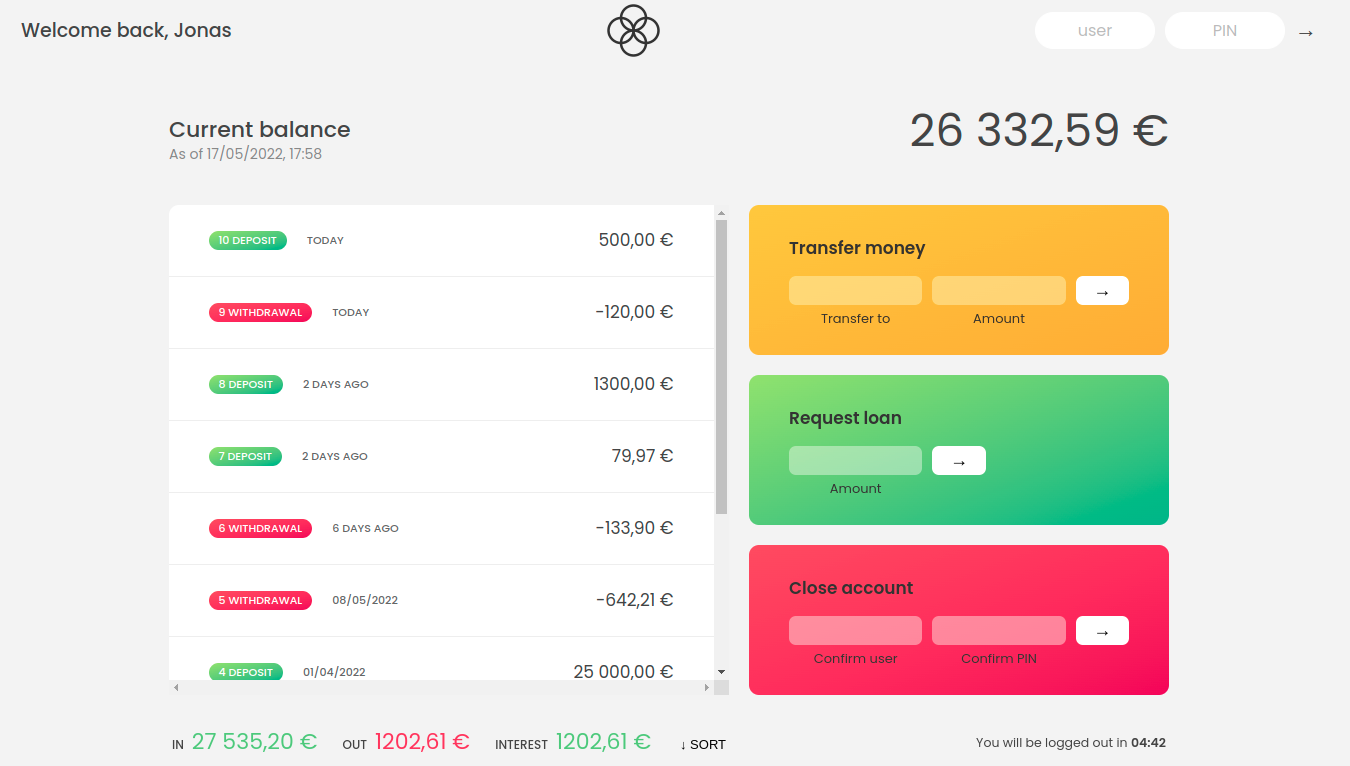 Welcome back, Jonas
user
PIN
→
Current balance
As of 17/05/2022, 17:58
26 332,59 €
10 DEPOSIT TODAY 500,00 €
9 WITHDRAWAL TODAY -120,00 €
8 DEPOSIT 2 DAYS AGO 1300,00 €
7 DEPOSIT 2 DAYS AGO 79,97 €
6 WITHDRAWAL 6 DAYS AGO -133,90 €
5 WITHDRAWAL 08/05/2022 -642,21 €
4 DEPOSIT 01/04/2022 25 000,00 €
Transfer money
→
Transfer to Amount
Request loan
→
Amount
Close account
→
Confirm user Confirm PIN
IN 27 535,20 € OUT 1202,61 € INTEREST 1202,61 € ↓ SORT
You will be logged out in 04:42